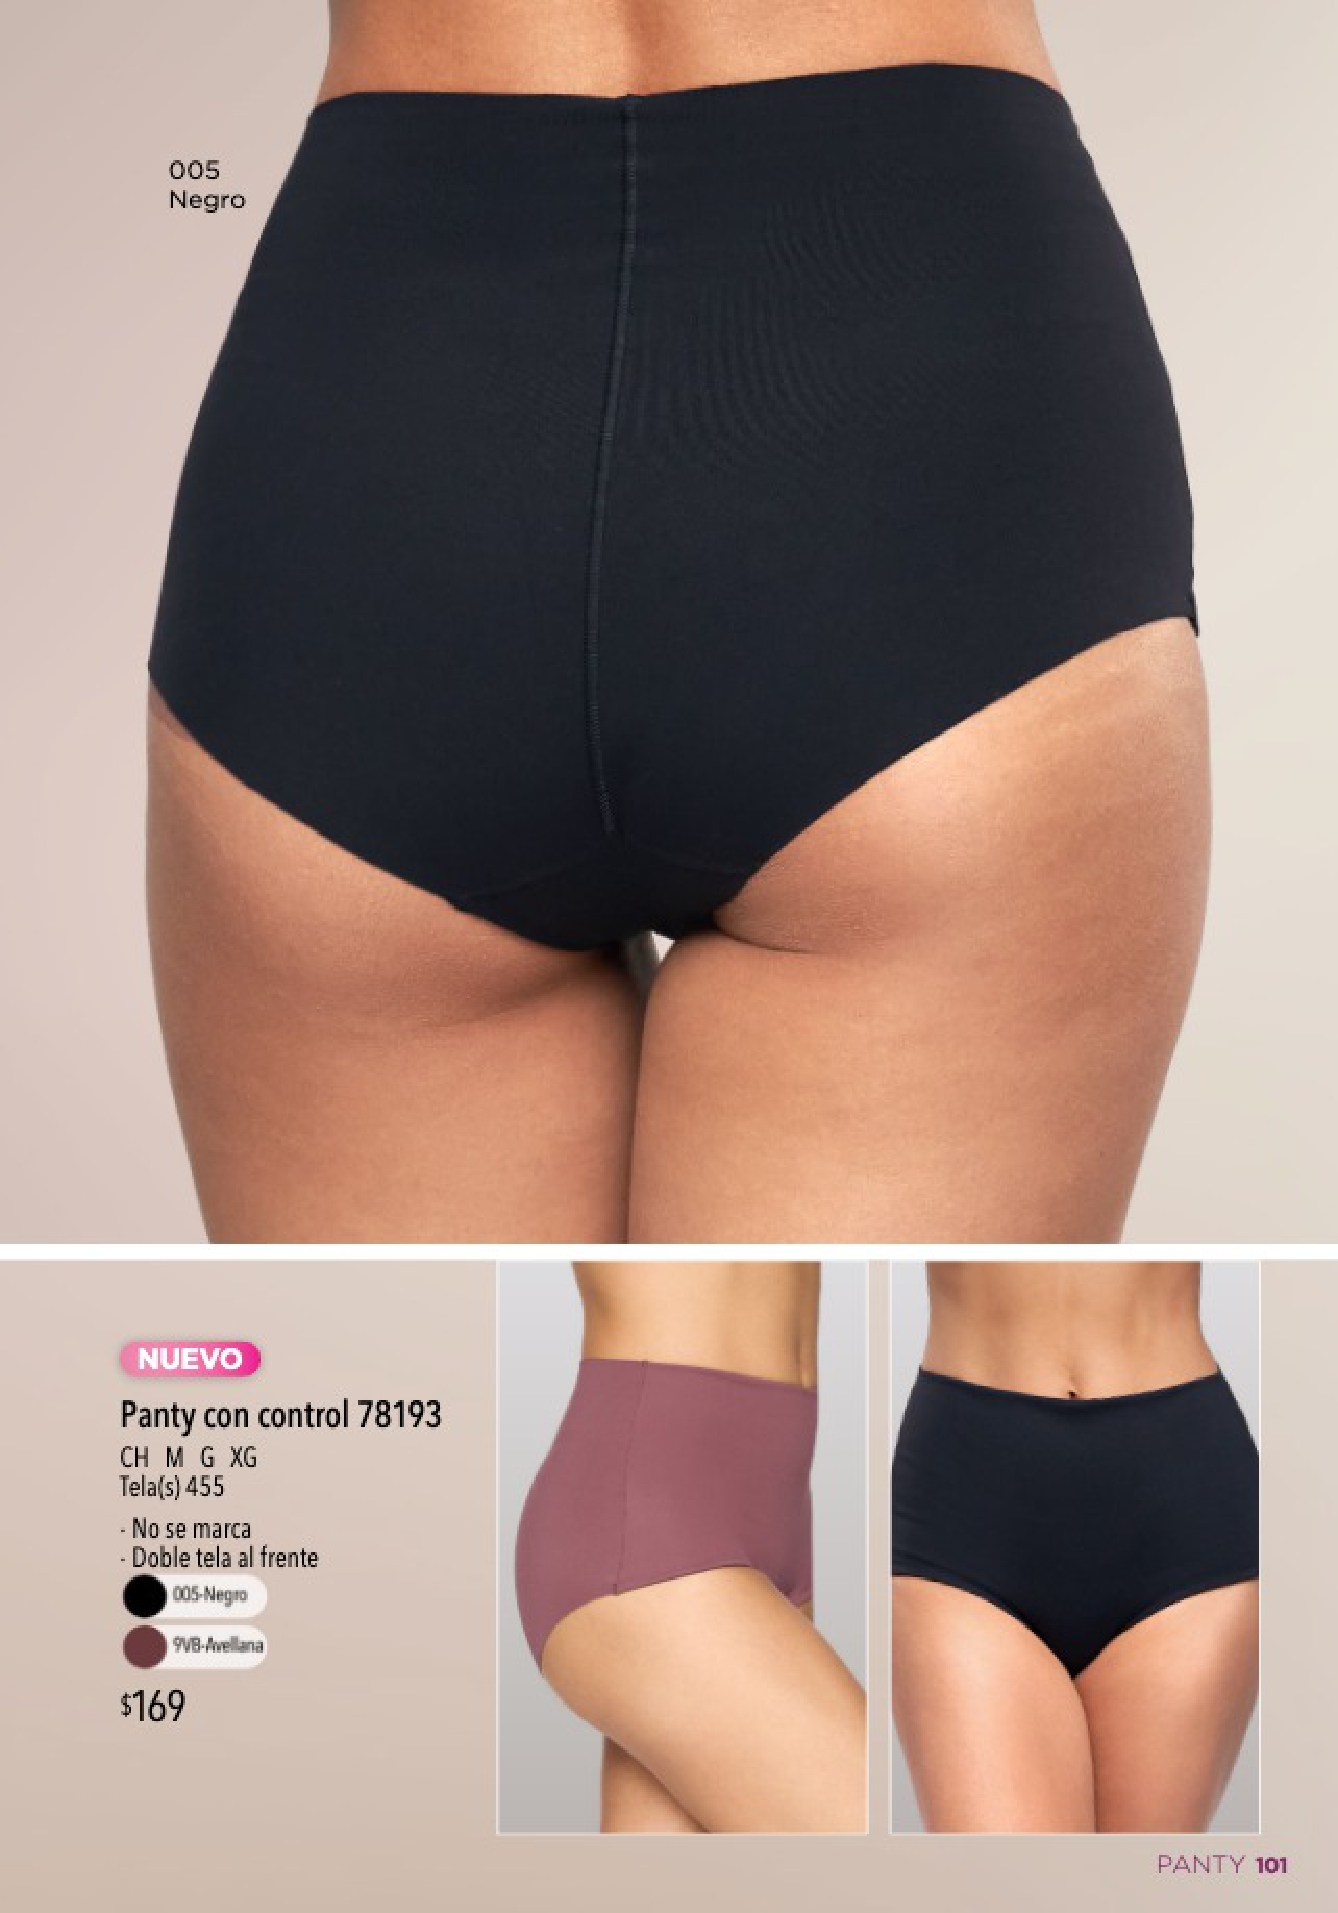 005
Negro
NUEVO
Panty con control 78193
CH M G XG
Tela(s) 455
· No se marca
· Doble tela al frente
005-Negro
9VB-Avellana
$169
PANTY 101